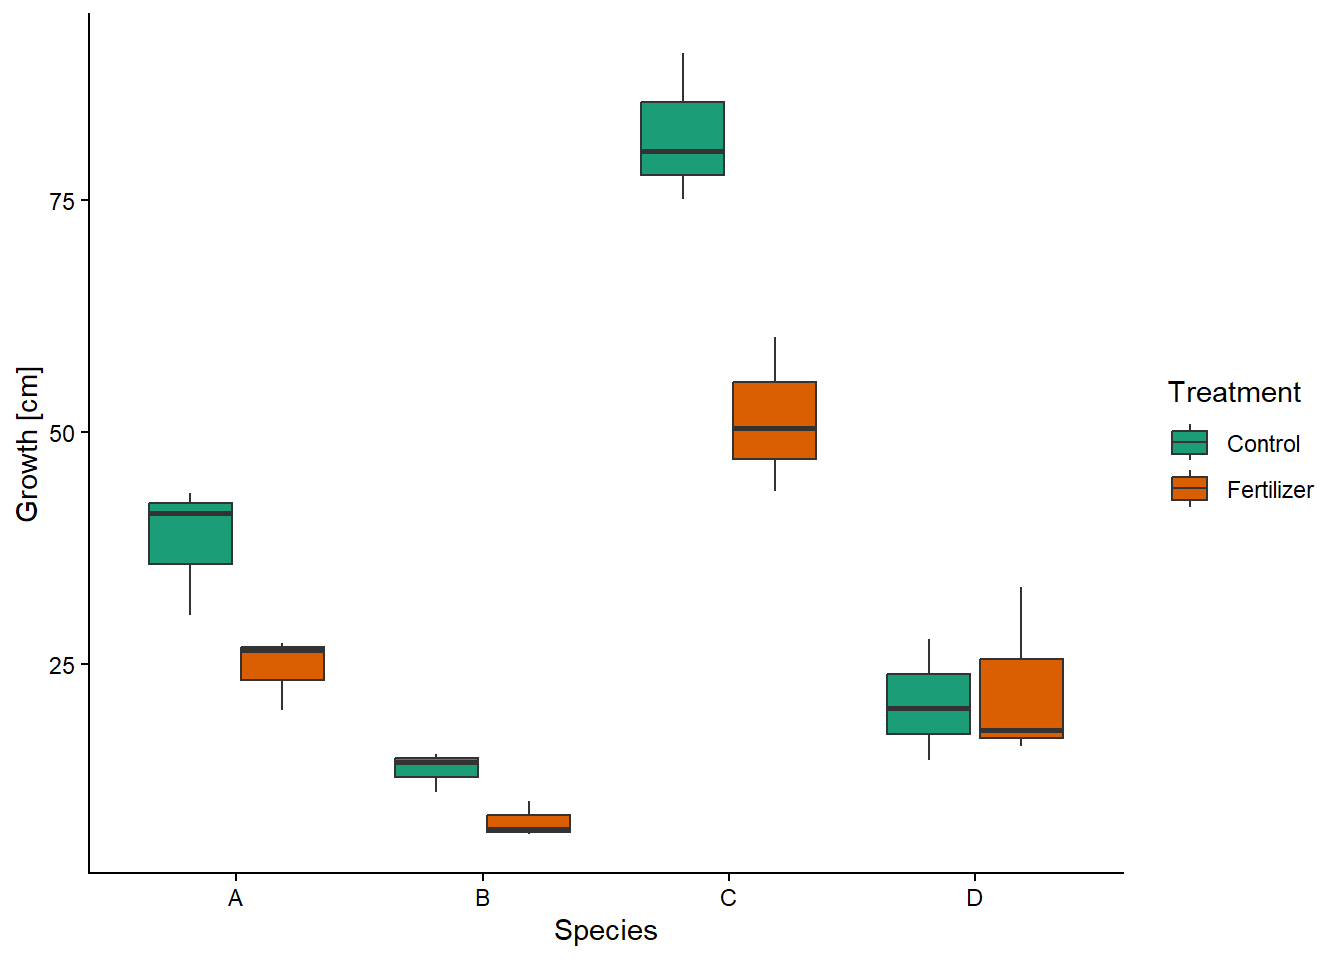 Growth [cm]
75
50
25
A
B
C
D
Species
Treatment
Control
Fertilizer